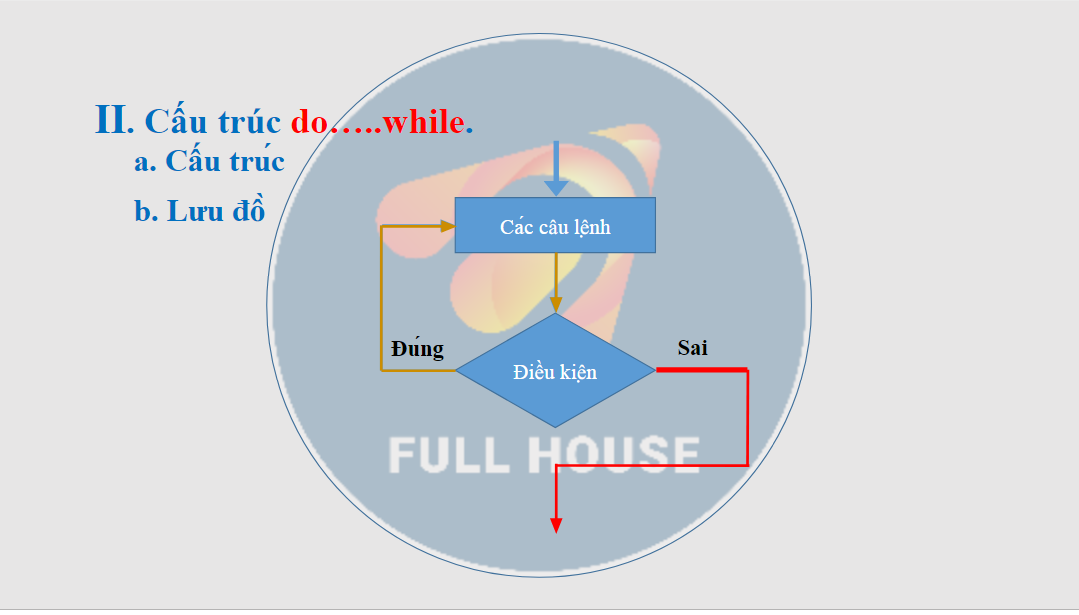 II. Cấu trúc do…..while.
a. Cấu trúc
b. Lưu đồ
Các câu lệnh
Đúng
Sai
Điều kiện
FULL HOUSE